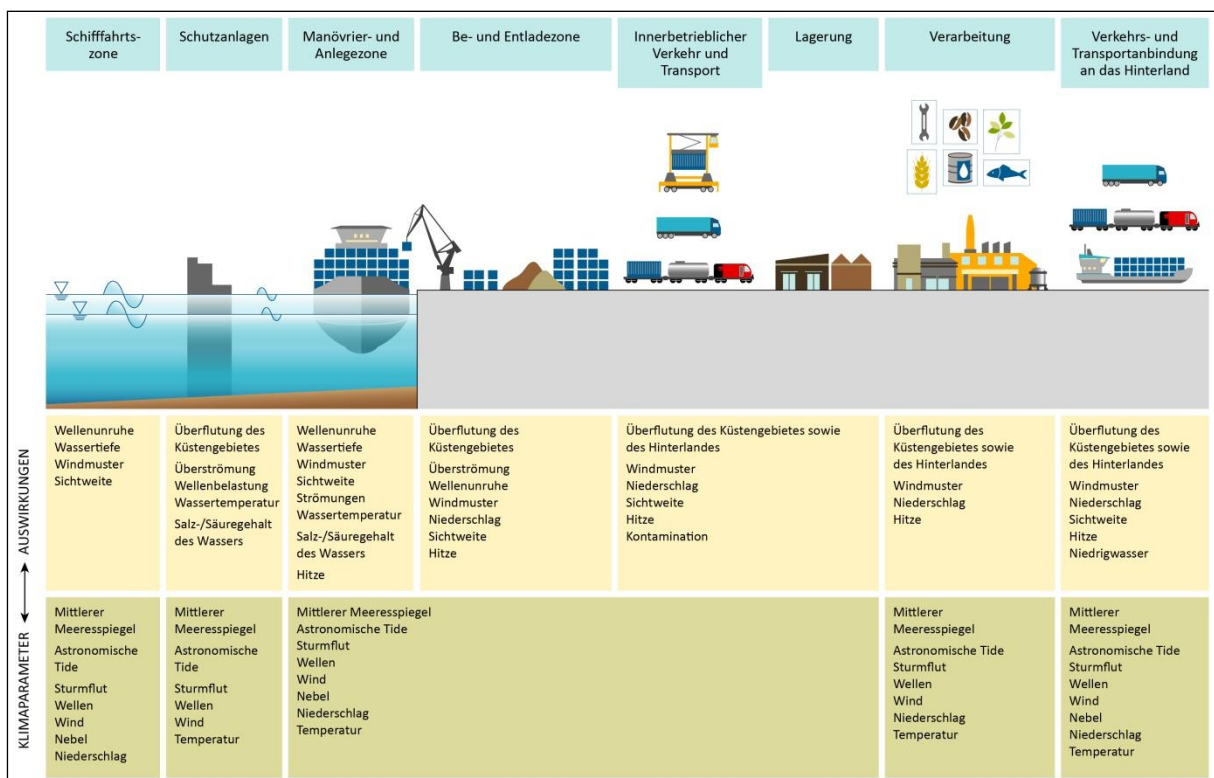 Schifffahrts-
zone
Schutzanlagen
Manövrier- und
Anlegezone
Be- und Entladezone
Innerbetrieblicher
Verkehr und
Transport
Lagerung
Verarbeitung
Verkehrs- und
Transportanbindung
an das Hinterland
AUSWIRKUNGEN
Wellenunruhe
Wassertiefe
Windmuster
Sichtweite
Überflutung des
Küstengebietes
Überströmung
Wellenbelastung
Wassertemperatur
Salz-/Säuregehalt
des Wassers
Wellenunruhe
Wassertiefe
Windmuster
Sichtweite
Strömungen
Wassertemperatur
Salz-/Säuregehalt
des Wassers
Hitze
Überflutung des
Küstengebietes
Überströmung
Wellenunruhe
Windmuster
Niederschlag
Sichtweite
Hitze
Überflutung des Küstengebietes sowie
des Hinterlandes
Windmuster
Niederschlag
Sichtweite
Hitze
Kontamination
Überflutung des
Küstengebietes sowie
des Hinterlandes
Windmuster
Niederschlag
Hitze
Überflutung des
Küstengebietes sowie
des Hinterlandes
Windmuster
Niederschlag
Sichtweite
Hitze
Niedrigwasser
KLIMAPARAMETER
Mittlerer
Meeresspiegel
Astronomische
Tide
Sturmflut
Wellen
Wind
Nebel
Niederschlag
Mittlerer
Meeresspiegel
Astronomische
Tide
Sturmflut
Wellen
Wind
Temperatur
Mittlerer Meeresspiegel
Astronomische Tide
Sturmflut
Wellen
Wind
Nebel
Niederschlag
Temperatur
Mittlerer
Meeresspiegel
Astronomische Tide
Sturmflut
Wellen
Wind
Niederschlag
Temperatur
Mittlerer
Meeresspiegel
Astronomische Tide
Sturmflut
Wellen
Wind
Nebel
Niederschlag
Temperatur